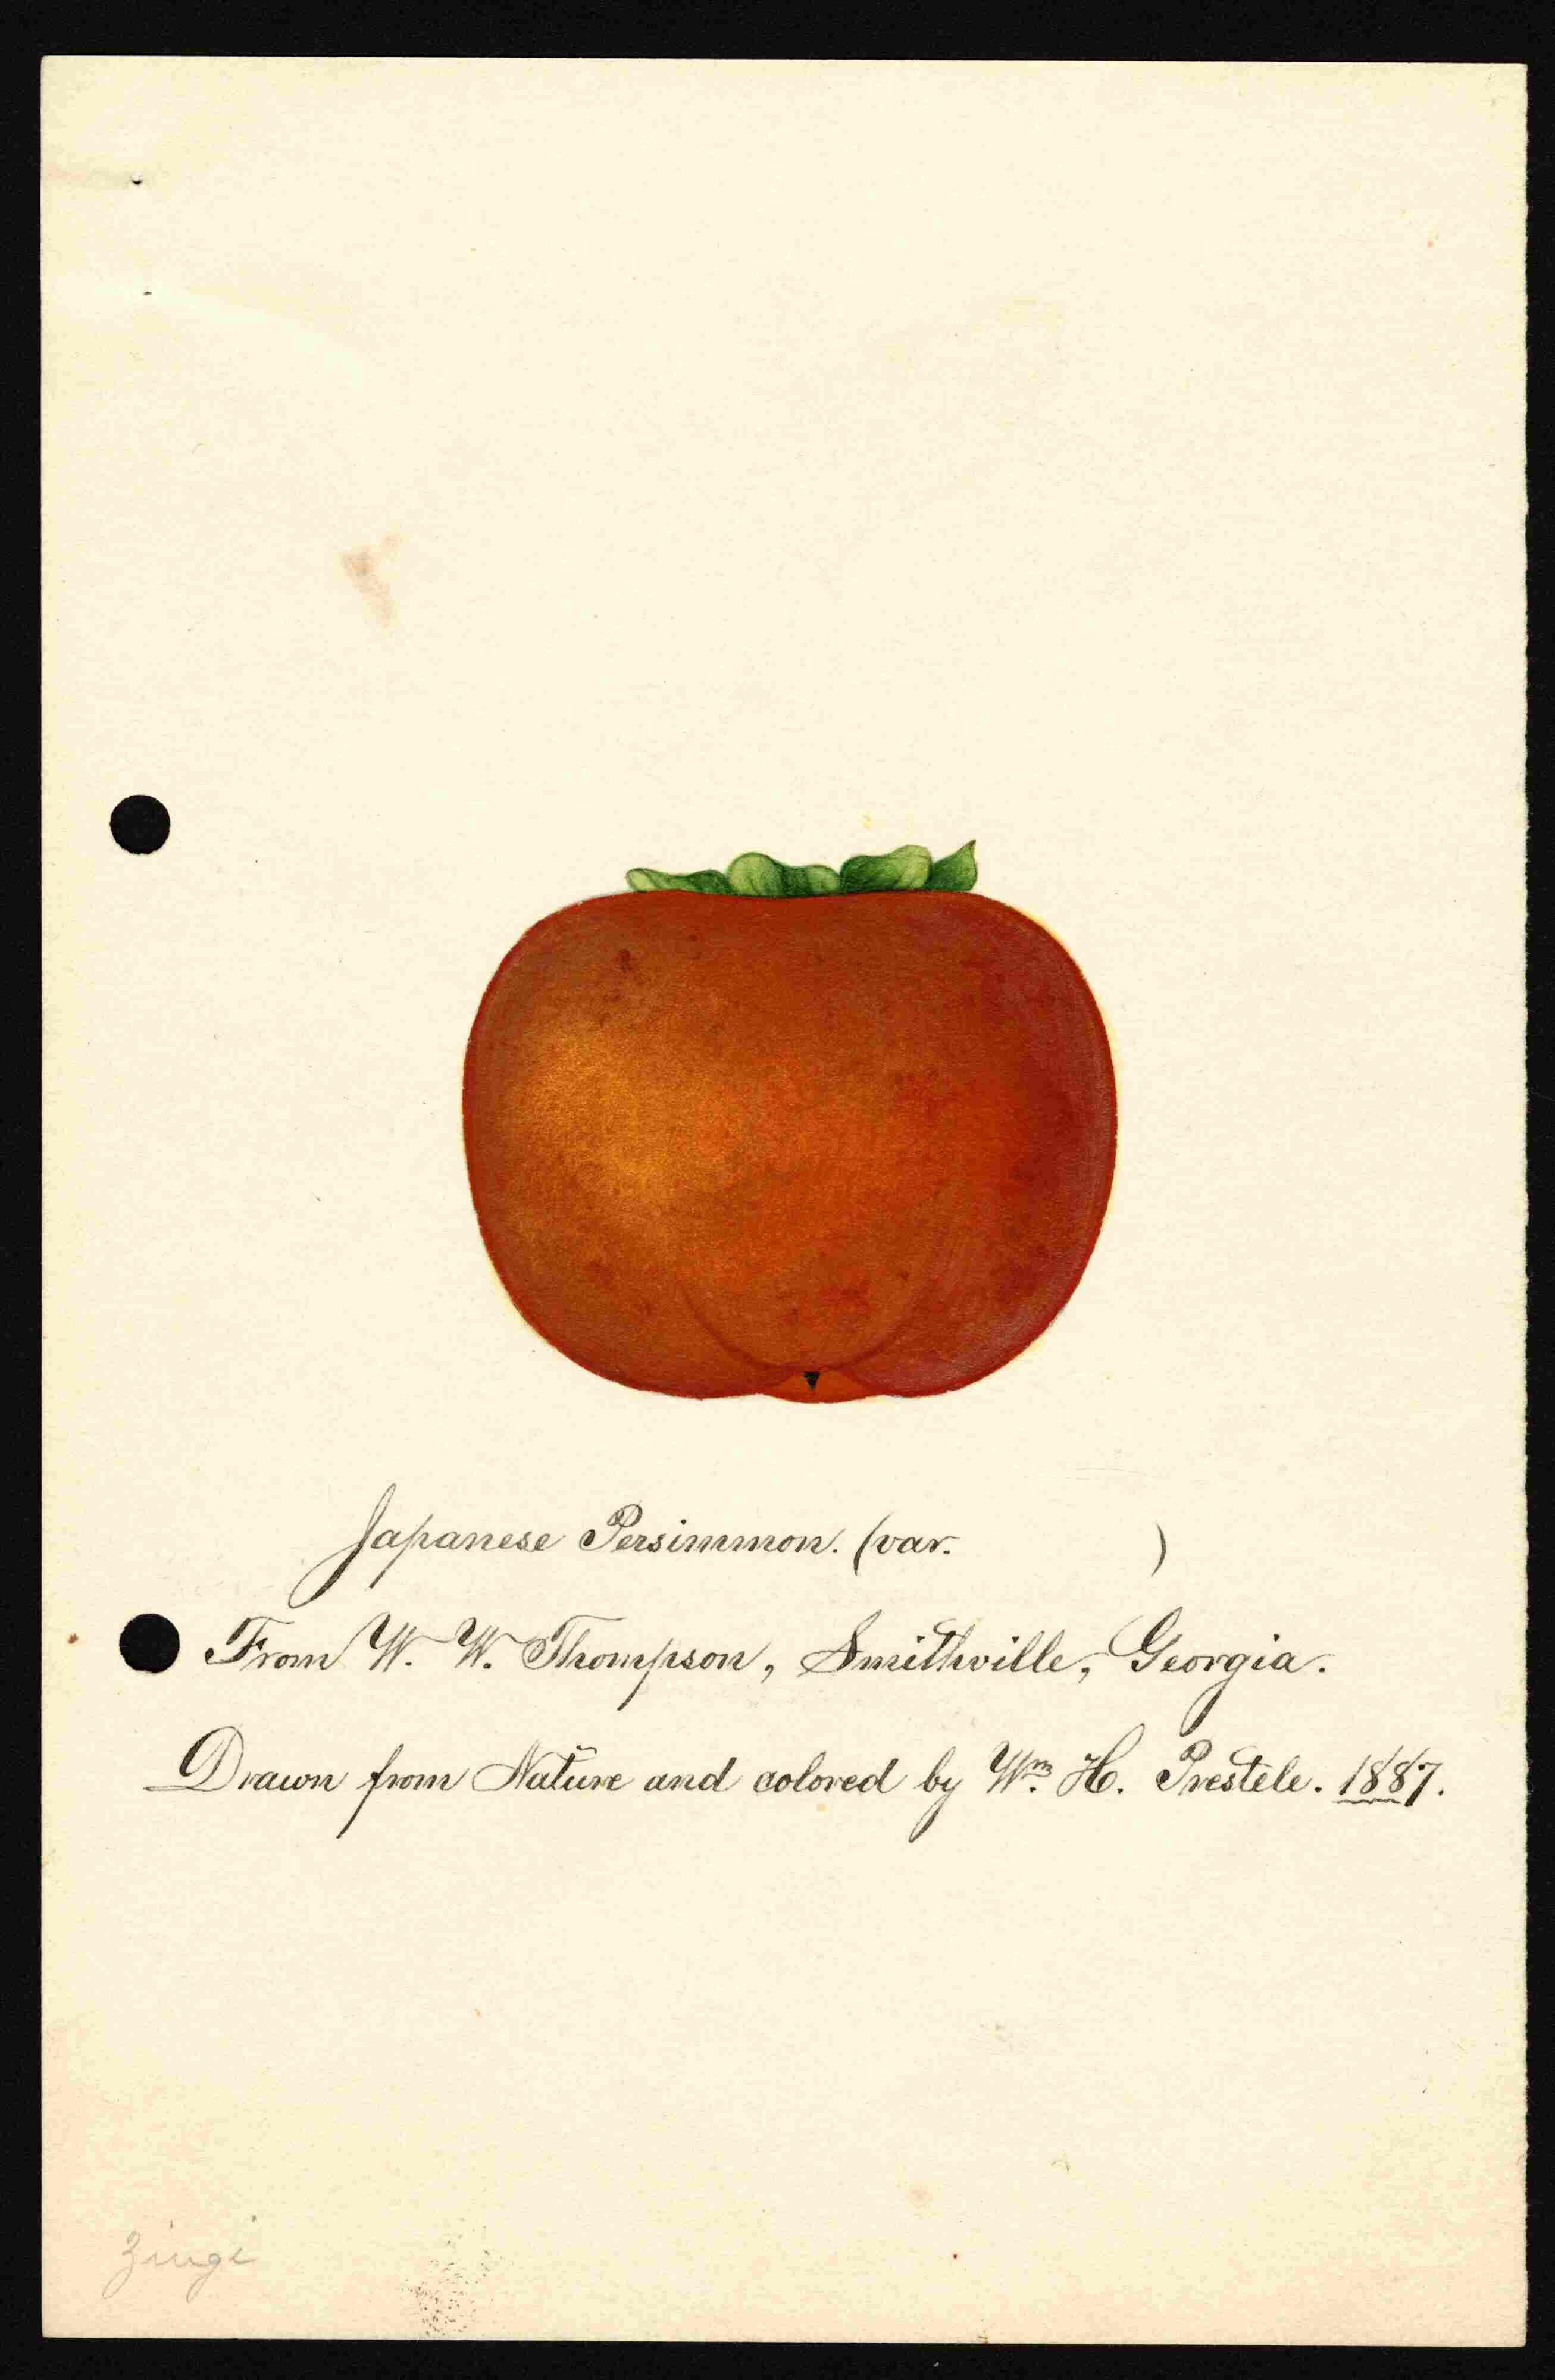 Japanese Persimmon. (var. )
From W. W. Thompson, Smithville, Georgia.
Drawn from Nature and colored by Wm. H. Prestele. 1887.
Zingi